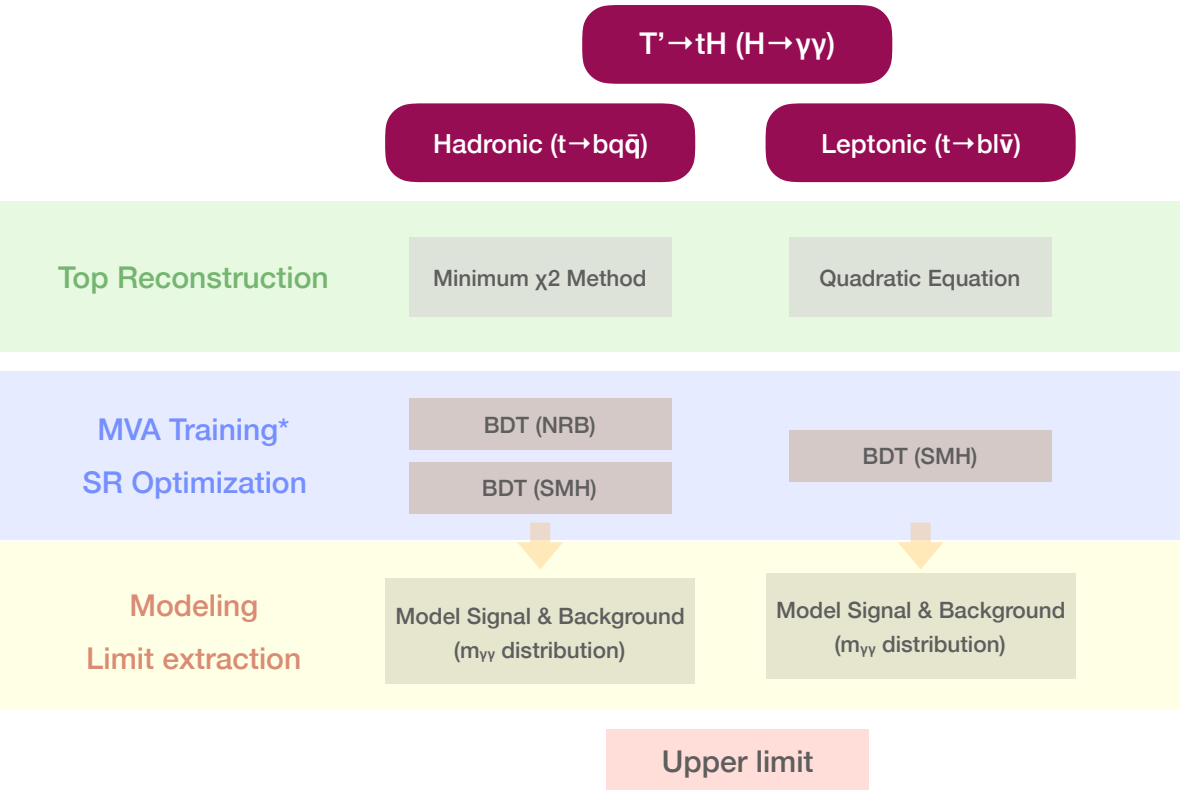 T’→tH (H→γγ)
Hadronic (t→bqq̄)
Leptonic (t→blv̄)
Top Reconstruction
Minimum χ2 Method
Quadratic Equation
MVA Training*
SR Optimization
BDT (NRB)
BDT (SMH)
BDT (SMH)
Modeling
Limit extraction
Model Signal & Background
(mγγ distribution)
Model Signal & Background
(mγγ distribution)
Upper limit